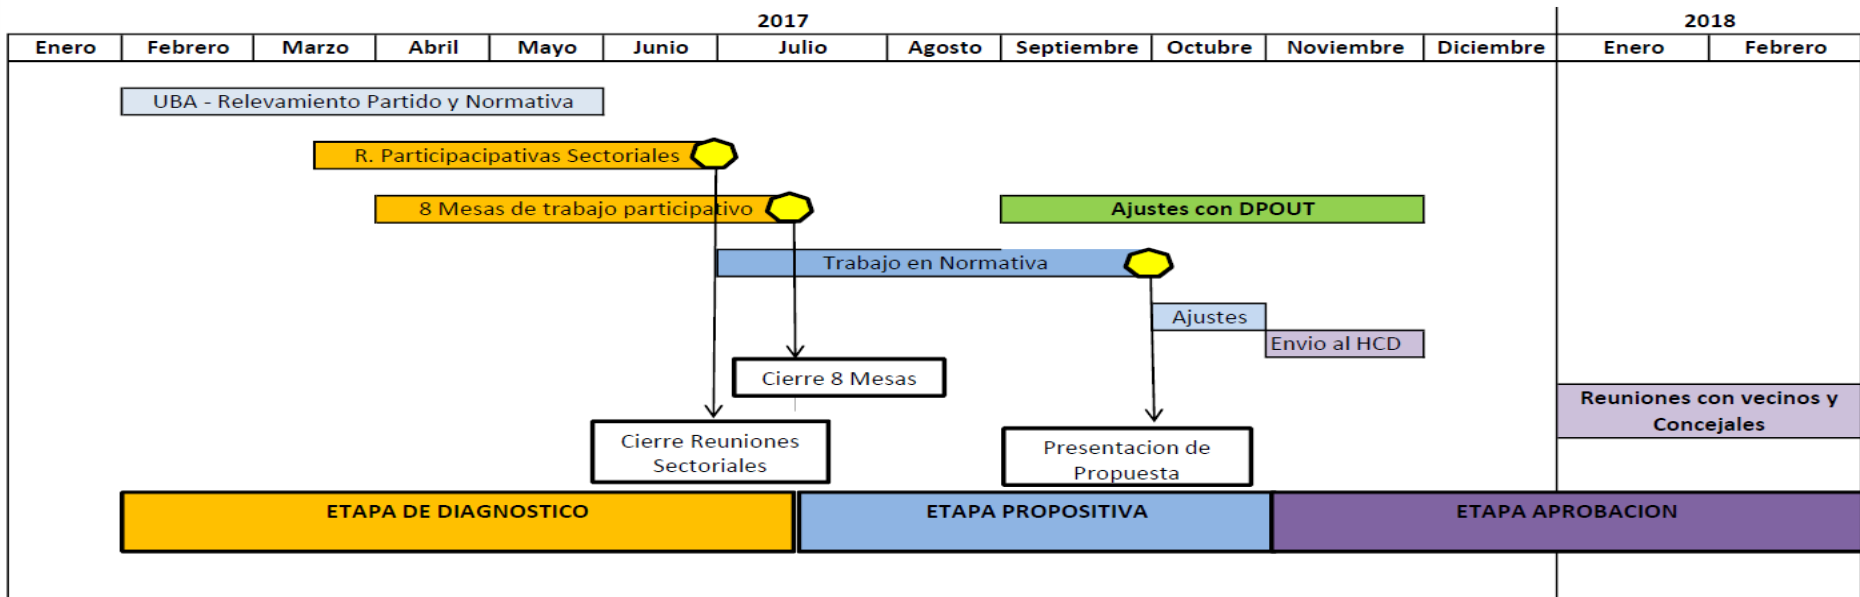 2017 2018
Enero Febrero Marzo Abril Mayo Junio Julio Agosto Septiembre Octubre Noviembre Diciembre Enero Febrero
UBA - Relevamiento Partido y Normativa
R. Participacipativas Sectoriales
8 Mesas de trabajo participativo
Ajustes con DPOUT
Trabajo en Normativa
Ajustes
Envio al HCD
Cierre 8 Mesas
Reuniones con vecinos y
Concejales
Cierre Reuniones
Sectoriales
Presentacion de
Propuesta
ETAPA DE DIAGNOSTICO ETAPA PROPOSITIVA ETAPA APROBACION